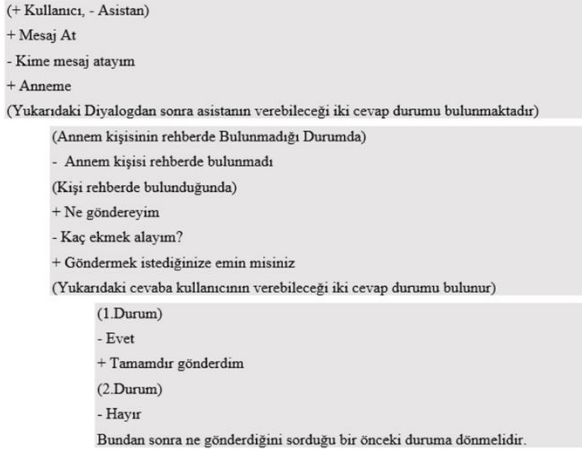 (+ Kullanıcı, - Asistan)
+ Mesaj At
- Kime mesaj atayım
+ Anneme
(Yukarıdaki Diyalogdan sonra asistanın verebileceği iki cevap durumu bulunmaktadır)
(Annem kişisinin rehberde Bulunmadığı Durumda)
- Annem kişisi rehberde bulunmadı
(Kişi rehberde bulunduğunda)
+ Ne göndereyim
- Kaç ekmek alayım?
+ Göndermek istediğinize emin misiniz
(Yukarıdaki cevaba kullanıcının verebileceği iki cevap durumu bulunur)
(1.Durum)
- Evet
+ Tamamdır gönderdim
(2.Durum)
- Hayır
Bundan sonra ne gönderdiğini sorduğu bir önceki duruma dönmelidir.